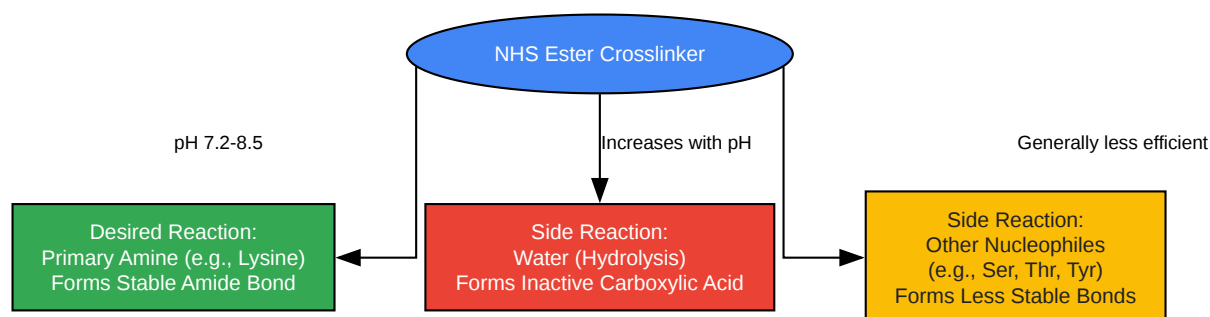 NHS Ester Crosslinker
pH 7.2-8.5
Increases with pH
Generally less efficient
Desired Reaction:
Primary Amine (e.g., Lysine)
Forms Stable Amide Bond
Side Reaction:
Water (Hydrolysis)
Forms Inactive Carboxylic Acid
Side Reaction:
Other Nucleophiles
(e.g., Ser, Thr, Tyr)
Forms Less Stable Bonds